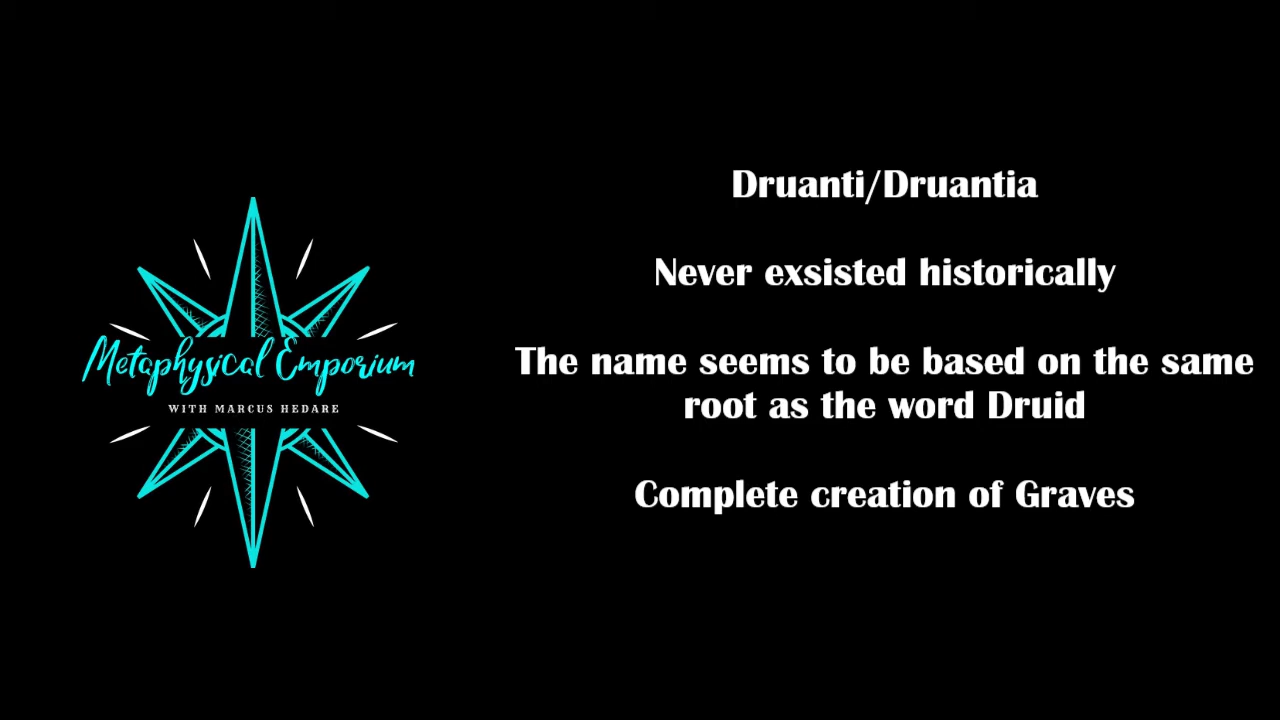 Metaphysical Emporium
WITH MARCUS HEDARE
Druanti/Druantia
Never exsisted historically
The name seems to be based on the same
root as the word Druid
Complete creation of Graves